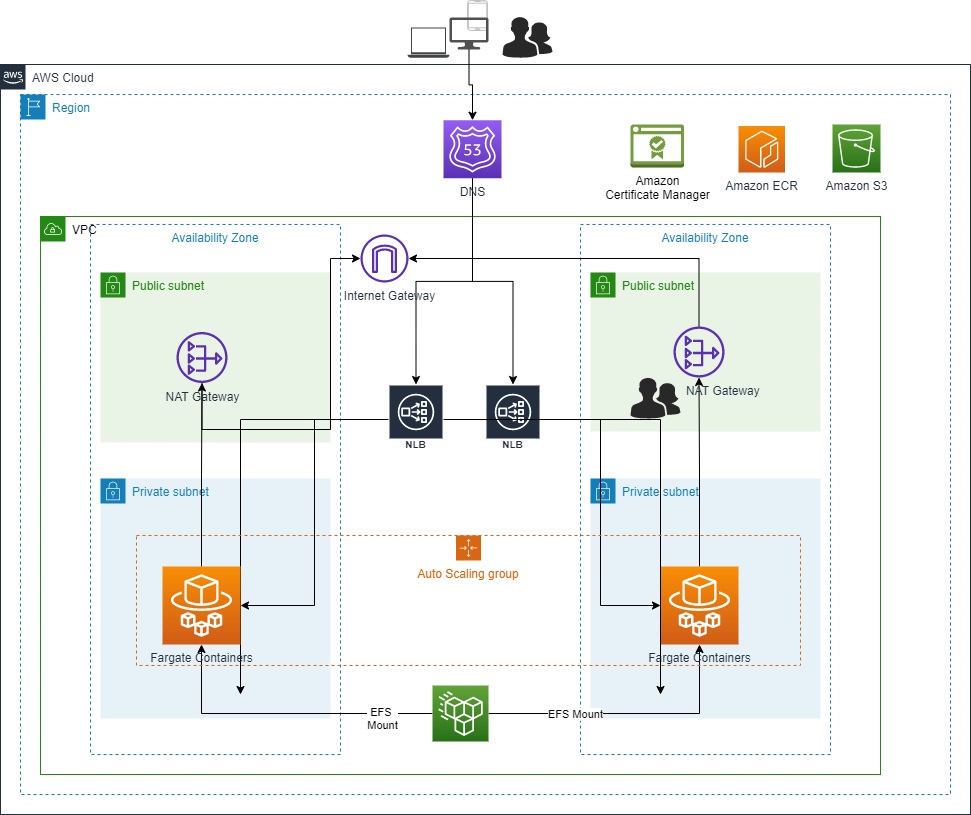 aws
AWS Cloud
Region
53
DNS
Amazon
Certificate Manager
Amazon ECR
Amazon S3
VPC
Availability Zone
Availability Zone
Public subnet
Internet Gateway
Public subnet
NAT Gateway
NAT Gateway
NLB
NLB
Private subnet
Private subnet
Auto Scaling group
Fargate Containers
Fargate Containers
EFS
Mount
EFS Mount